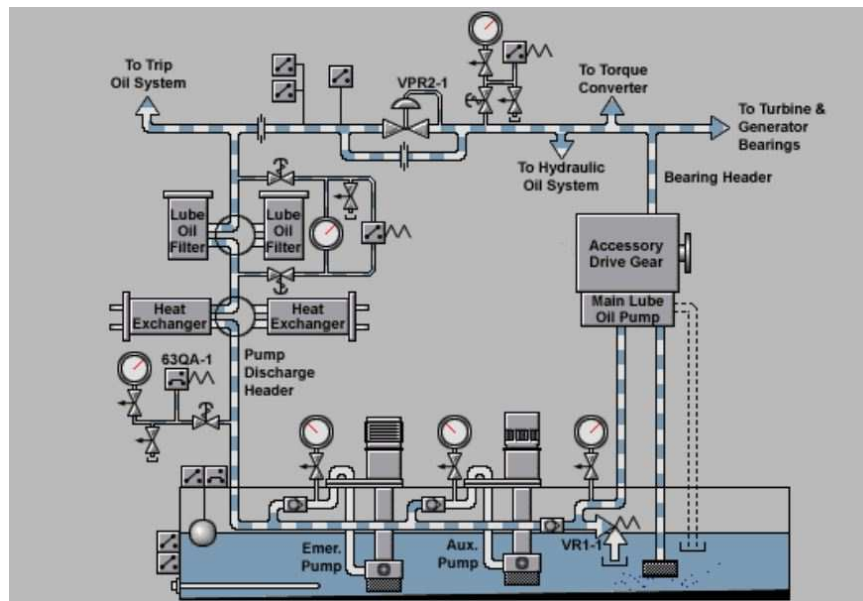 To Trip
Oil System
VPR2-1
To Torque
Converter
To Turbine &
Generator
Bearings
To Hydraulic
Oil System
Bearing Header
Lube
Oil
Filter
Lube
Oil
Filter
Accessory
Drive Gear
Main Lube
Oil Pump
Heat
Exchanger
Heat
Exchanger
63QA-1
Pump
Discharge
Header
Emer.
Pump
Aux.
Pump
VR1-1